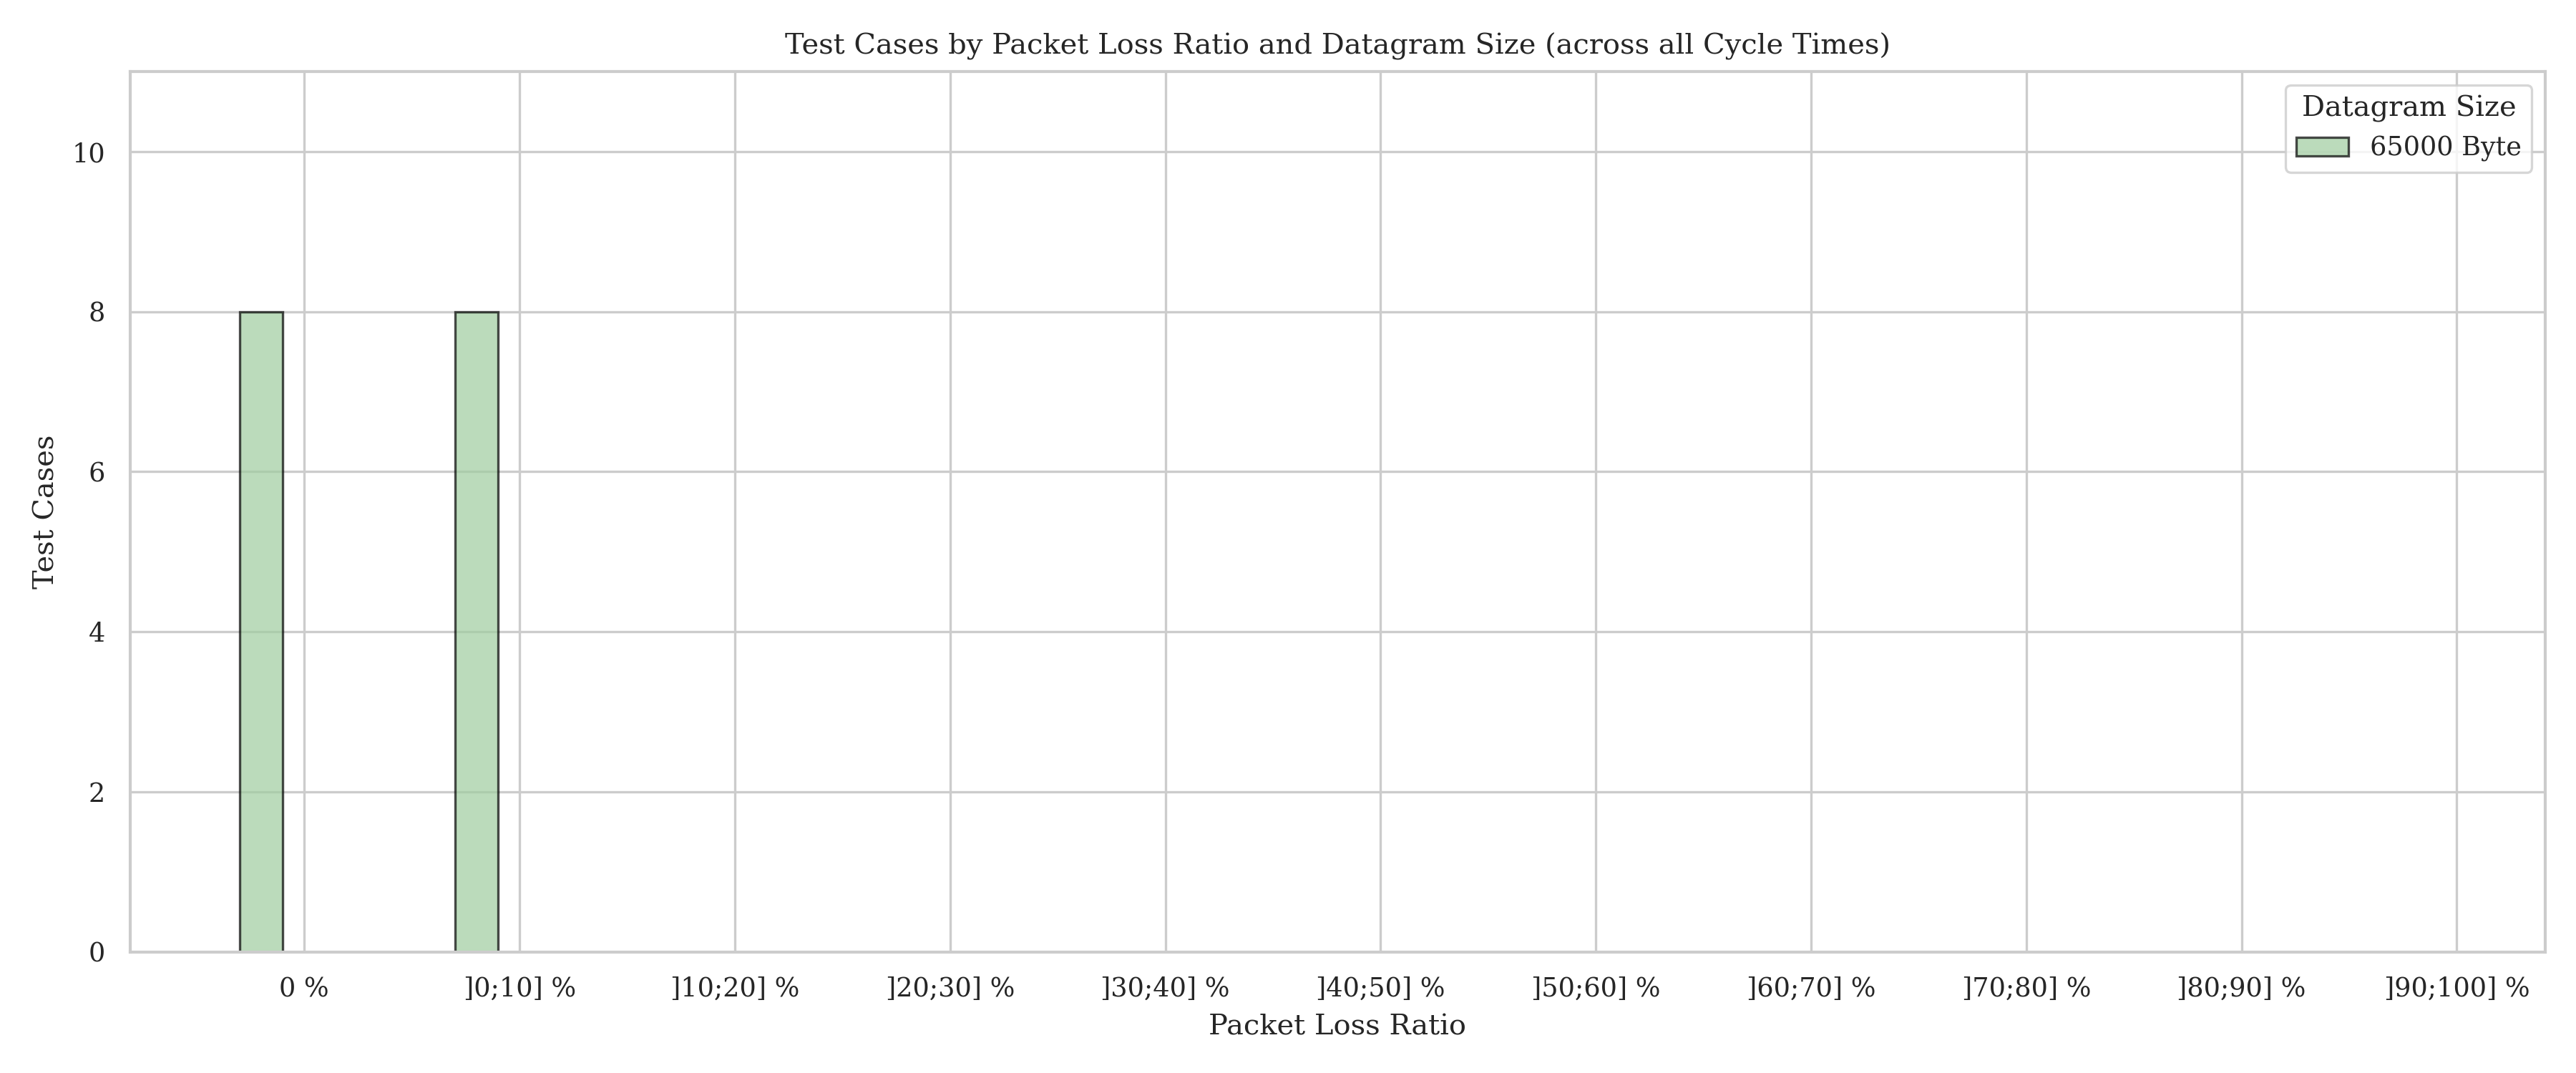 Test Cases by Packet Loss Ratio and Datagram Size (across all Cycle Times)
Datagram Size
65000 Byte
Test Cases
10
8
6
4
2
0
0 % ]0;10] % ]10;20] % ]20;30] % ]30;40] % ]40;50] % ]50;60] % ]60;70] % ]70;80] % ]80;90] % ]90;100] %
Packet Loss Ratio